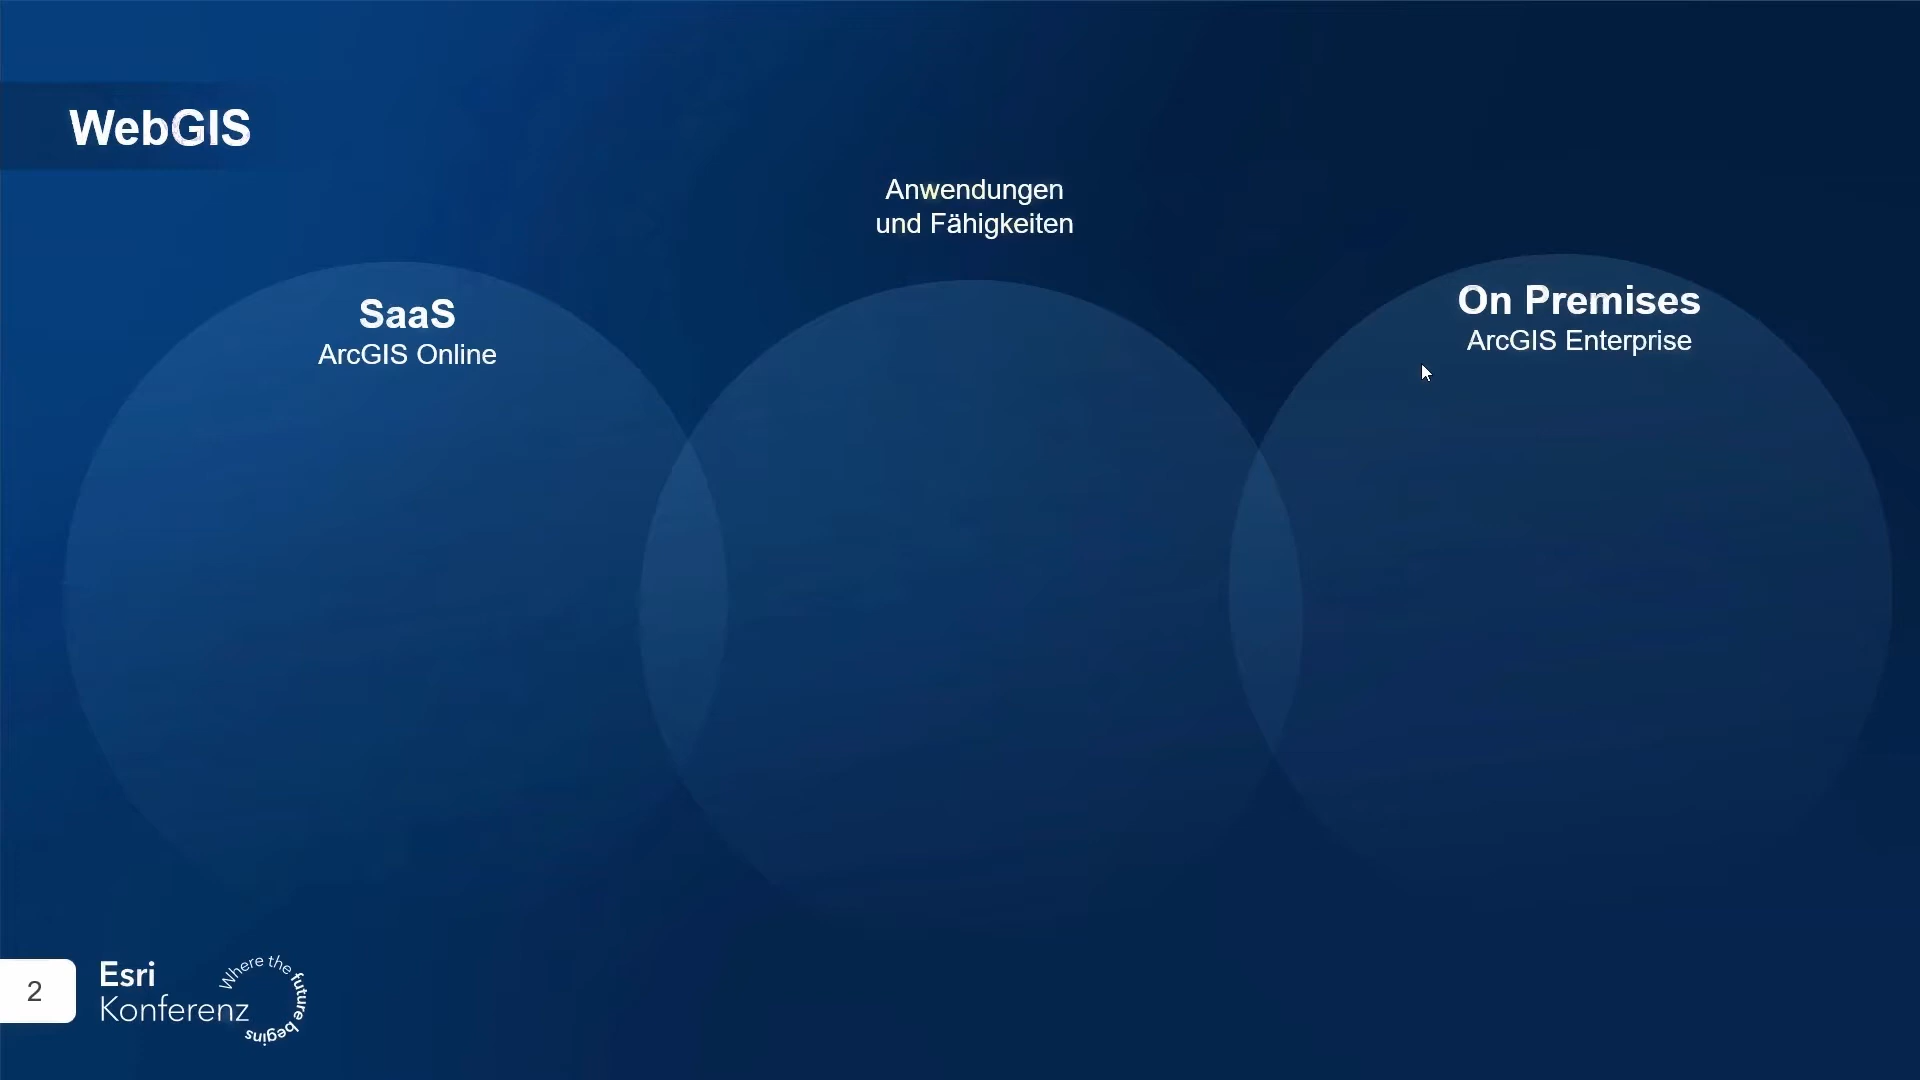 WebGIS
Anwendungen
und Fähigkeiten
SaaS
ArcGIS Online
On Premises
ArcGIS Enterprise
2
Esri
Konferenz
Where the future begins